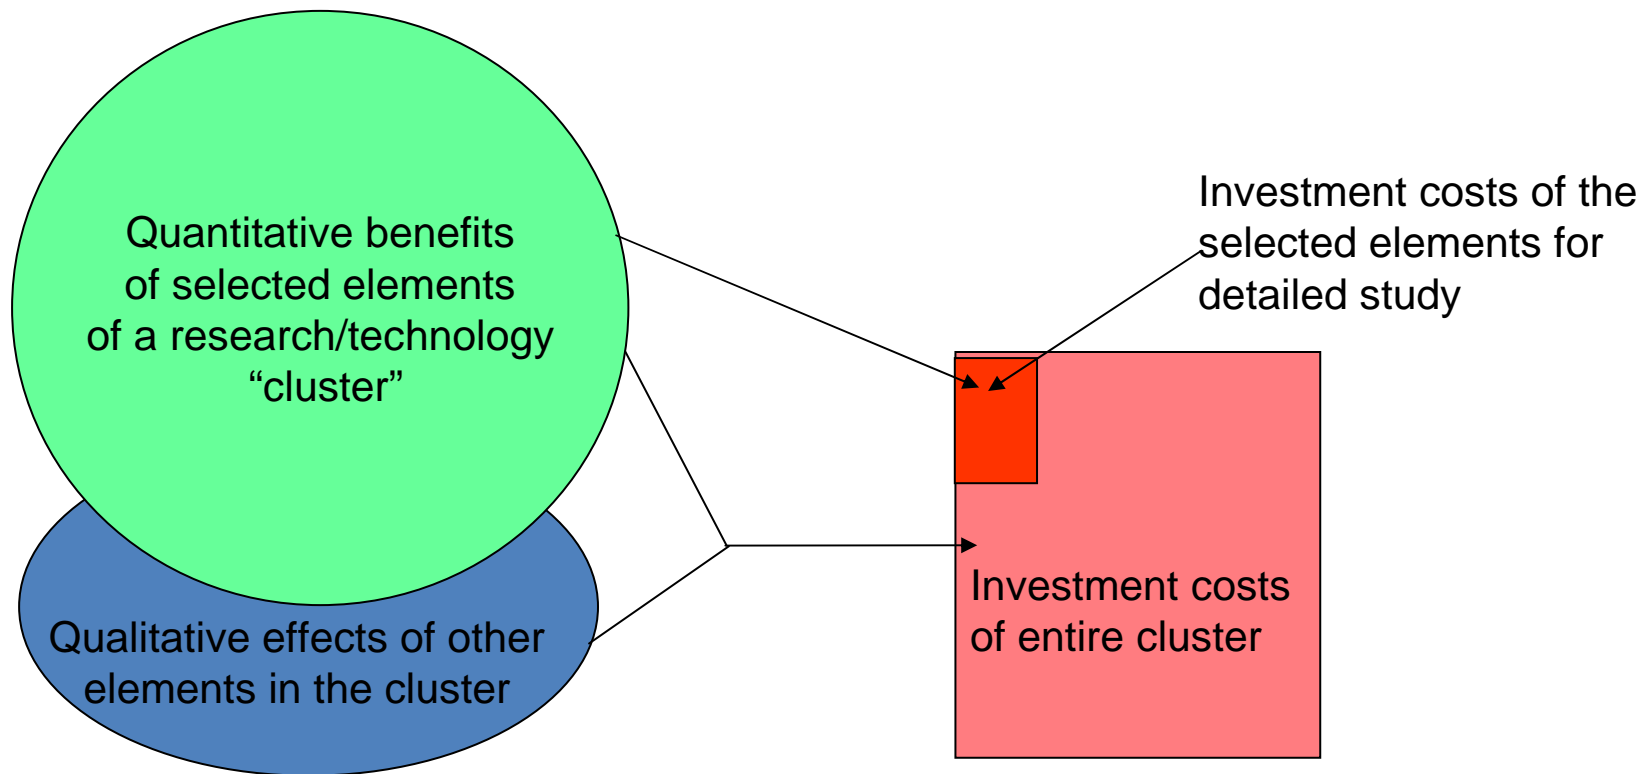 Quantitative benefits
of selected elements
of a research/technology
“cluster”
Qualitative effects of other
elements in the cluster
Investment costs of the
selected elements for
detailed study
Investment costs
of entire cluster